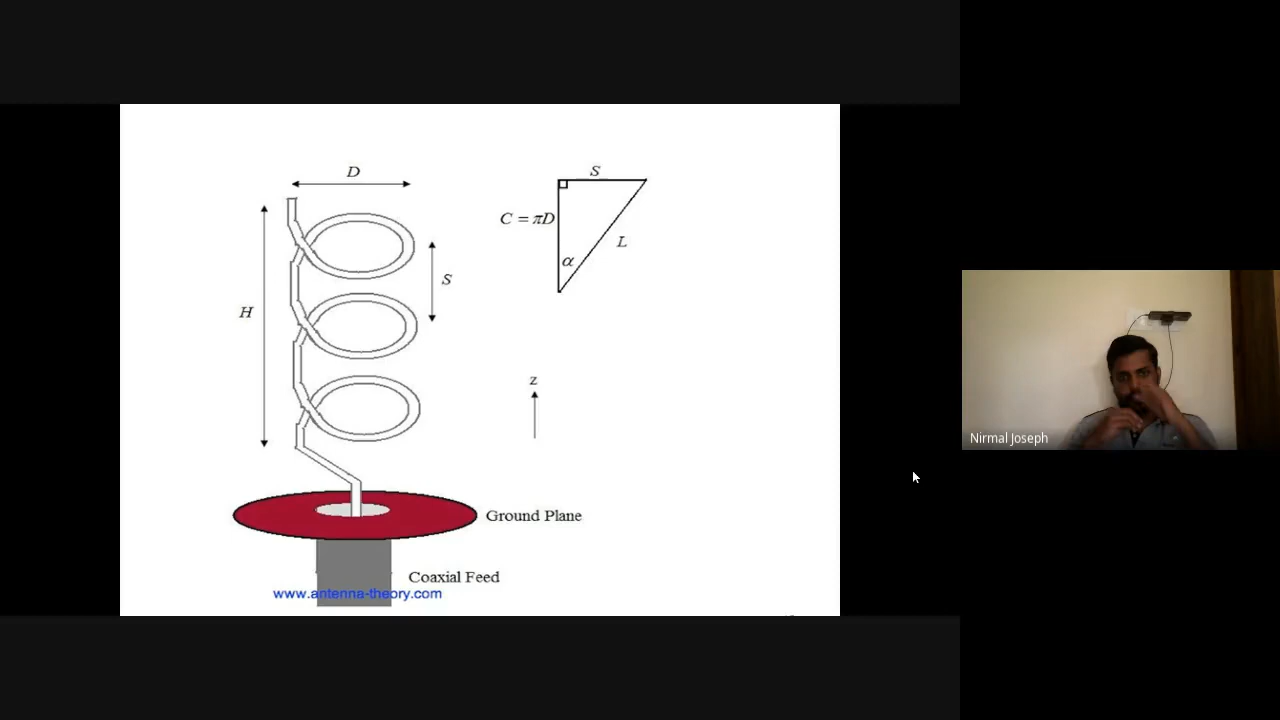 D
S
C = πD
L
α
H
S
z
Ground Plane
Coaxial Feed
www.antenna-theory.com
Nirmal Joseph